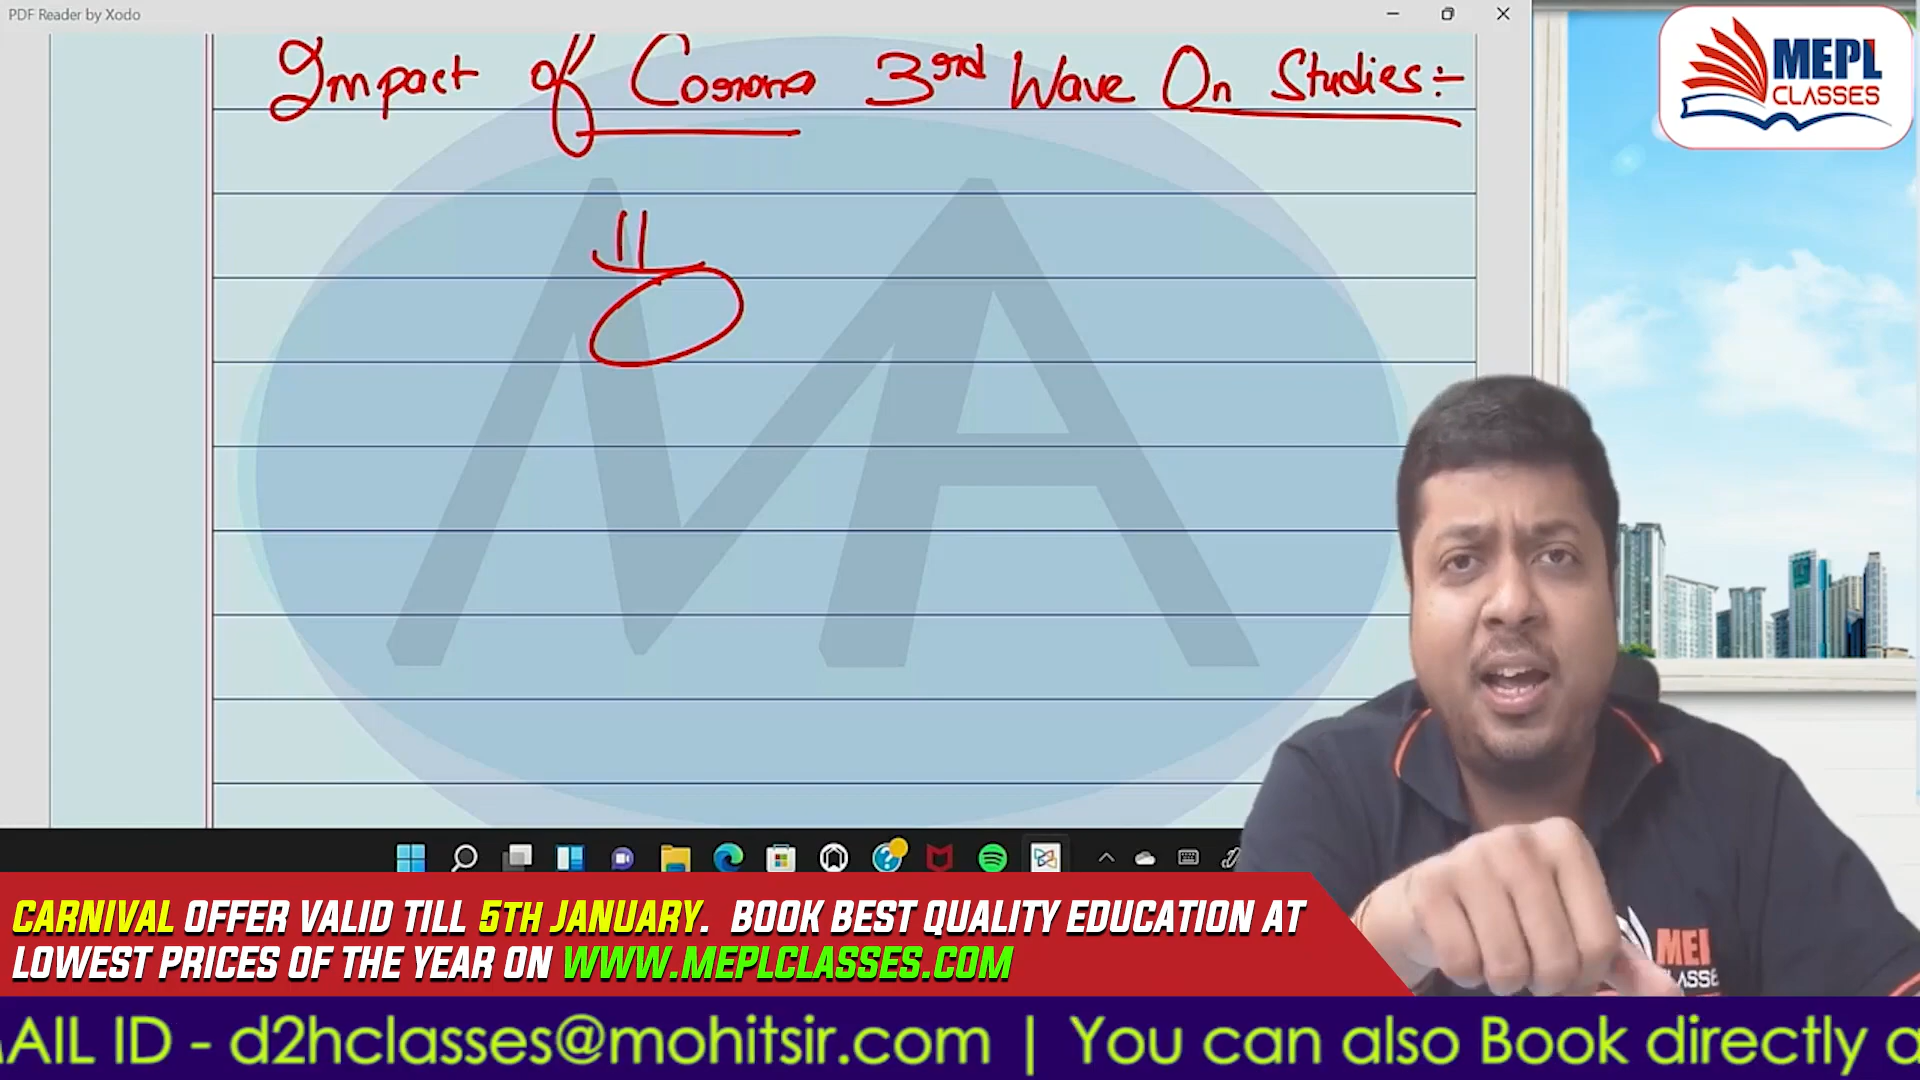 PDF Reader by Xodo
Impact of Corona 3rd Wave On Studies:-
MEPL
CLASSES
MA
CARNIVAL OFFER VALID TILL 5TH JANUARY. BOOK BEST QUALITY EDUCATION AT
LOWEST PRICES OF THE YEAR ON WWW.MEPLCLASSES.COM
MAIL ID - d2hclasses@mohitsir.com | You can also Book directly a